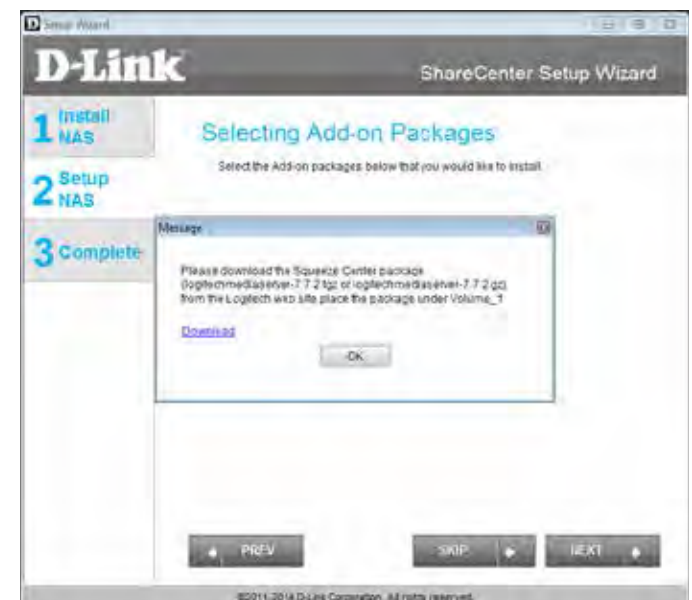 Setup Wizard
D-Link
ShareCenter Setup Wizard
1 Install
NAS
2 Setup
NAS
3 Complete
Selecting Add-on Packages
Select the Add-on packages below that you would like to install.
Message
Please download the Squeeze Center package
(logitechmediaserver-7.7.2.tgz or logitechmediaserver-7.7.2.gz)
from the Logitech web site place the package under Volume_1
Download
OK
PREV
SKIP
NEXT
©2011-2014 D-Link Corporation. All rights reserved.